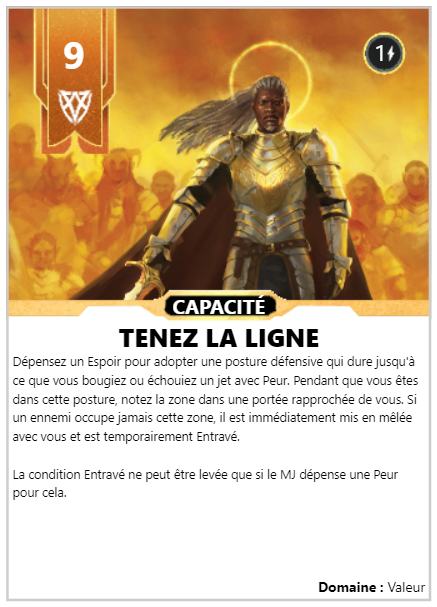 9
1
CAPACITÉ
TENEZ LA LIGNE
Dépensez un Espoir pour adopter une posture défensive qui dure jusqu'à
ce que vous bougiez ou échouiez un jet avec Peur. Pendant que vous êtes
dans cette posture, notez la zone dans une portée rapprochée de vous. Si
un ennemi occupe jamais cette zone, il est immédiatement mis en mêlée
avec vous et est temporairement Entravé.
La condition Entravé ne peut être levée que si le MJ dépense une Peur
pour cela.
Domaine : Valeur